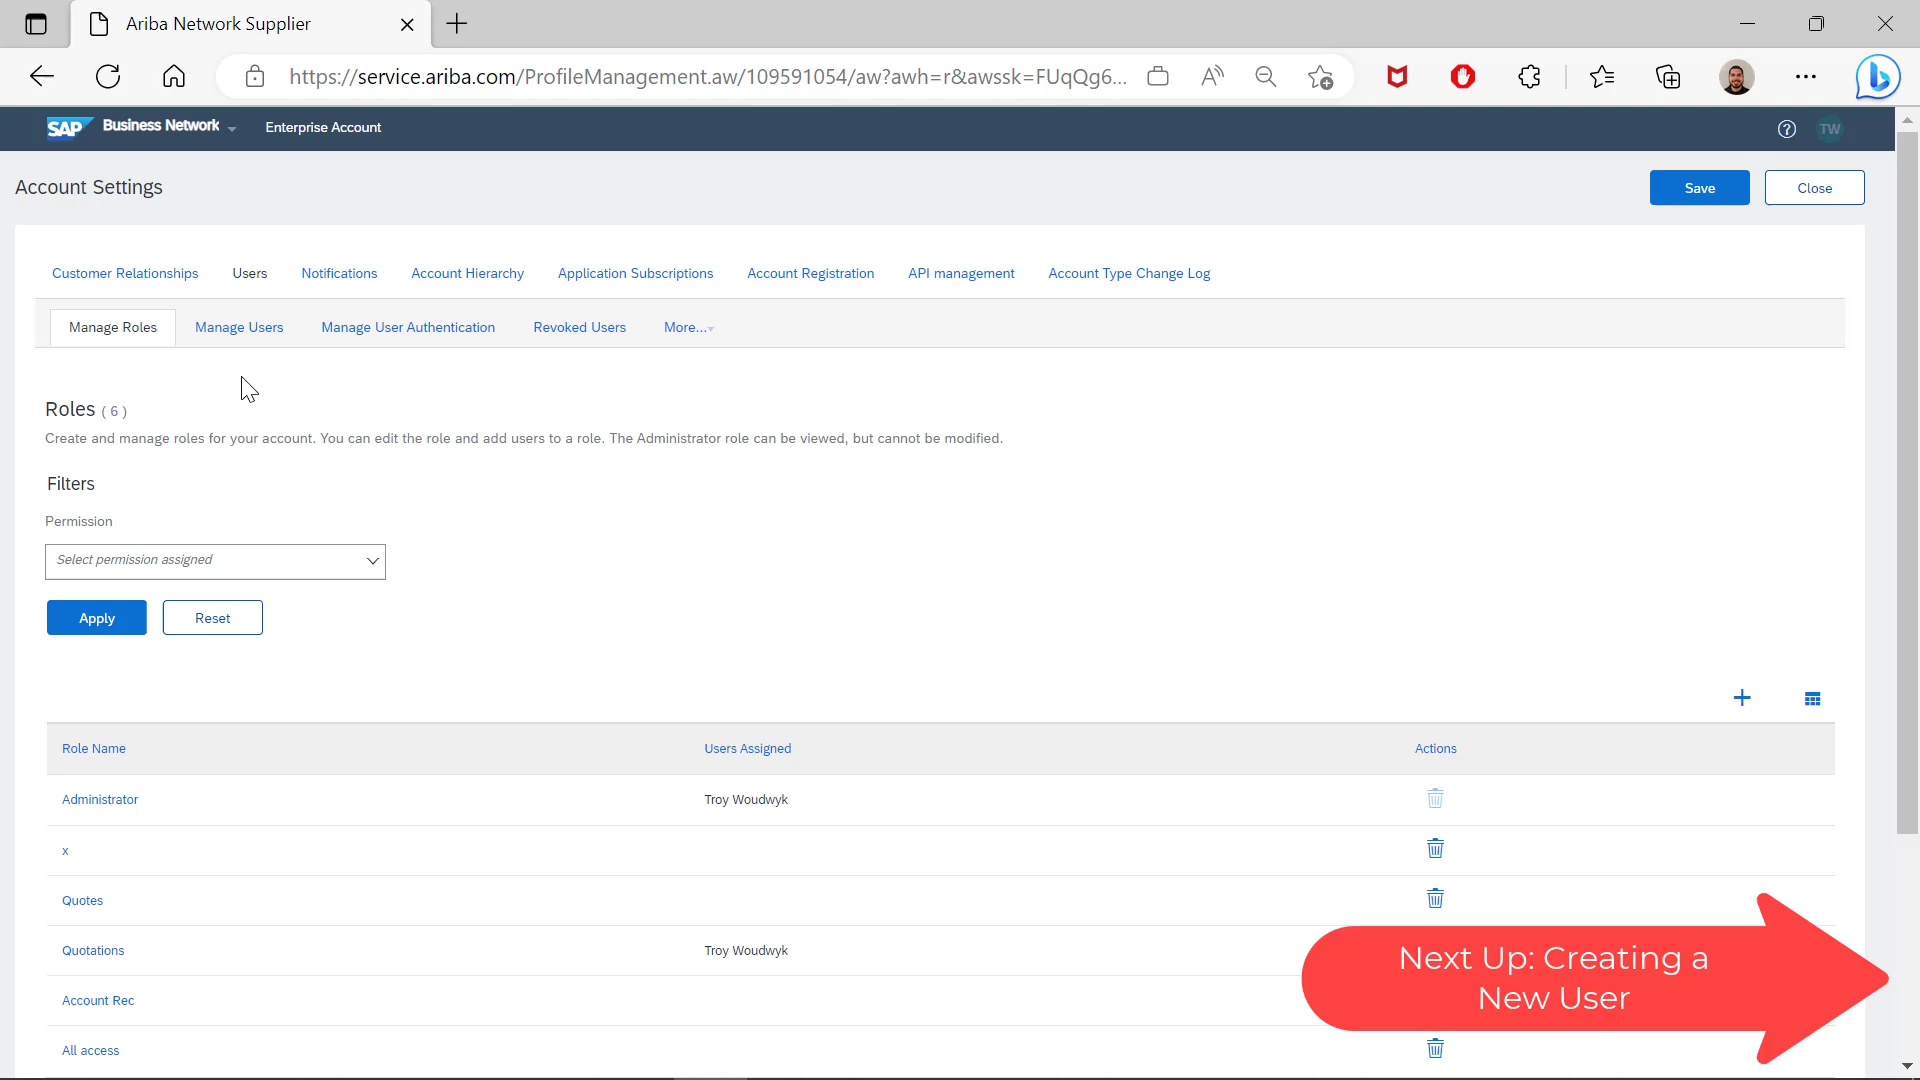 Ariba Network Supplier
https://service.ariba.com/ProfileManagement.aw/109591054/aw?awh=r&awssk=FUqQg6...
SAP Business Network Enterprise Account
TW
Account Settings
Save Close
Customer Relationships Users Notifications Account Hierarchy Application Subscriptions Account Registration API management Account Type Change Log
Manage Roles Manage Users Manage User Authentication Revoked Users More...
Roles ( 6 )
Create and manage roles for your account. You can edit the role and add users to a role. The Administrator role can be viewed, but cannot be modified.
Filters
Permission
Select permission assigned
Apply Reset
Role Name Users Assigned Actions
Administrator Troy Woudwyk
x
Quotes
Quotations Troy Woudwyk
Account Rec
All access
Next Up: Creating a
New User